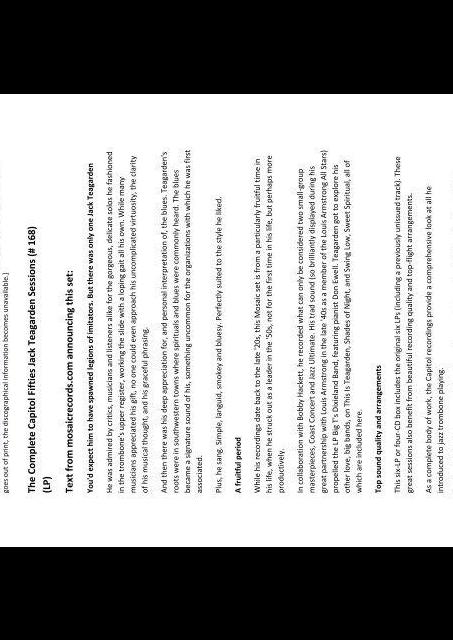 goes out of print, the discographical information becomes unavailable.]
The Complete Capitol Fifties Jack Teagarden Sessions (# 168)
(LP)
Text from mosaicrecords.com announcing this set:
You'd expect him to have spawned legions of imitators. But there was only one Jack Teagarden
He was admired by critics, musicians and listeners alike for the gorgeous, delicate solos he fashioned
in the trombone's upper register, working the slide with a loping gait all his own. While many
musicians appreciated his gift, no one could even approach his uncomplicated virtuosity, the clarity
of his musical thought, and his graceful phrasing.
And then there was his deep appreciation for, and personal interpretation of, the blues. Teagarden's
roots were in southwestern towns where spirituals and blues were commonly heard. The blues
became a signature sound of his, something uncommon for the organizations with which he was first
associated.
Plus, he sang. Simple, languid, smokey and bluesy. Perfectly suited to the style he liked.
A fruitful period
While his recordings date back to the late '20s, this Mosaic set is from a particularly fruitful time in
his life, when he struck out as a leader in the '50s, not for the first time in his life, but perhaps more
productively.
In collaboration with Bobby Hackett, he recorded what can only be considered two small-group
masterpieces, Coast Concert and Jazz Ultimate. His trad sound (so brilliantly displayed during his
great partnership with Louis Armstrong in the late '40s as a member of the Louis Armstrong All Stars)
propelled the LP Big T's Dixieland Band, featuring pianist Don Ewell. Teagarden got to explore his
other love, big bands, on This is Teagarden, Shades of Night, and Swing Low, Sweet Spiritual, all of
which are included here.
Top sound quality and arrangements
This six-LP or four CD box includes the original six LPs (including a previously unissued track). These
great sessions also benefit from beautiful recording quality and top-flight arrangements.
As a complete body of work, the Capitol recordings provide a comprehensive look at all he
introduced to jazz trombone playing.